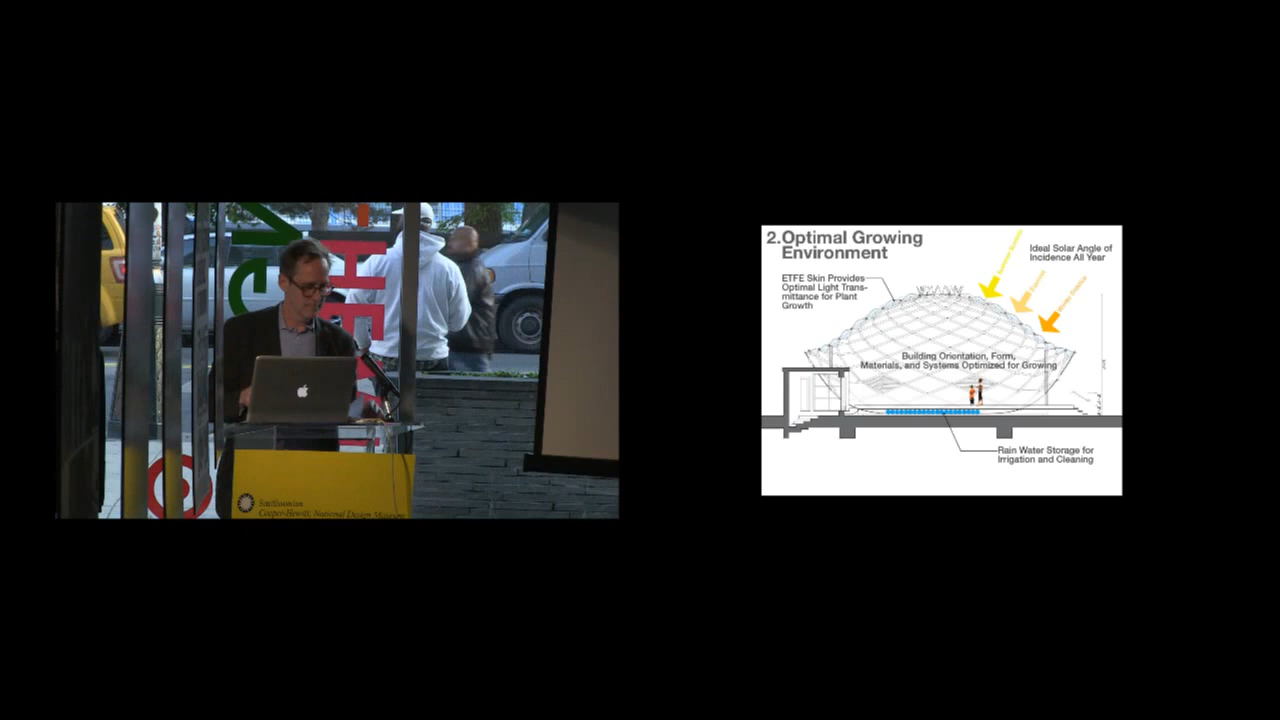 Smithsonian
Cooper-Hewitt, National Design Museum
2.Optimal Growing
Environment
Ideal Solar Angle of
Incidence All Year
ETFE Skin Provides
Optimal Light Trans-
mittance for Plant
Growth
Building Orientation, Form,
Materials, and Systems Optimized for Growing
Rain Water Storage for
Irrigation and Cleaning